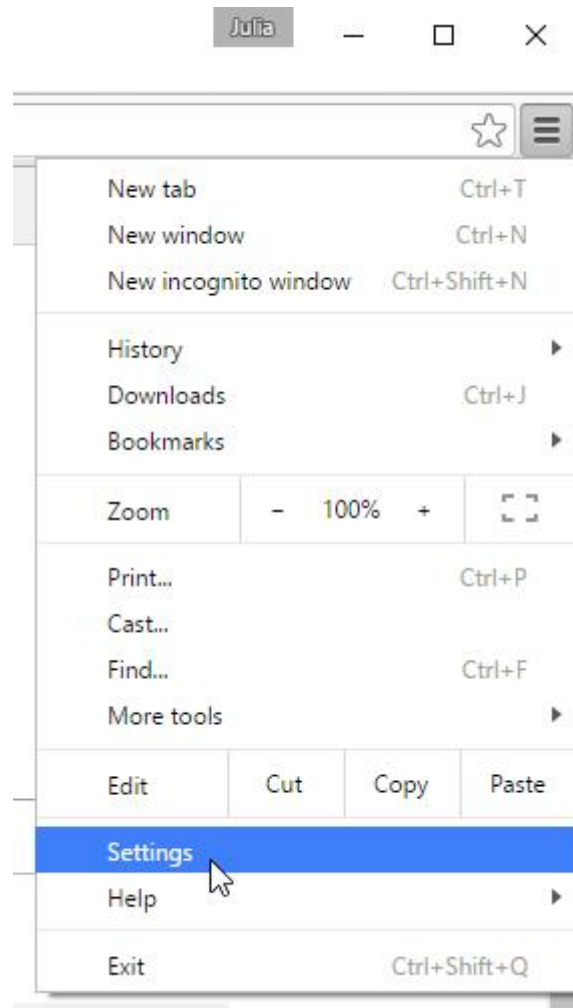 Julia
New tab Ctrl+T
New window Ctrl+N
New incognito window Ctrl+Shift+N
History
Downloads Ctrl+J
Bookmarks
Zoom - 100% +
Print... Ctrl+P
Cast...
Find... Ctrl+F
More tools
Edit Cut Copy Paste
Settings
Help
Exit Ctrl+Shift+Q